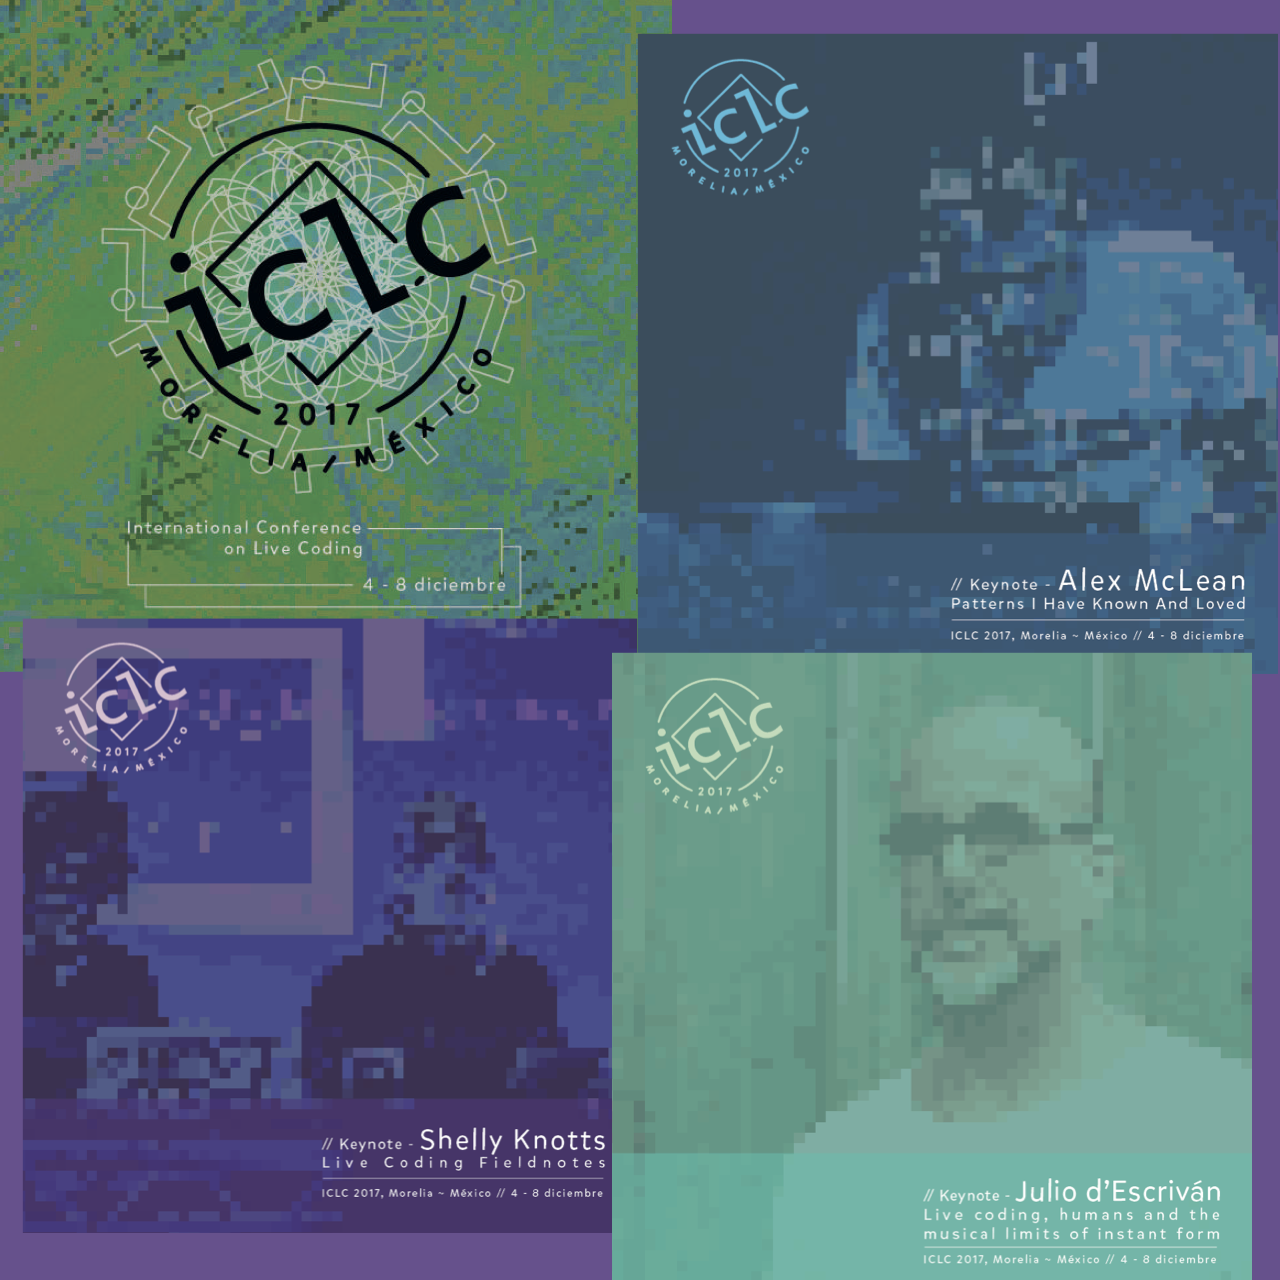 iclc
2017
MORELIA/MÉXICO
International Conference
on Live Coding
4 - 8 diciembre
iclc
2017
MORELIA/MÉXICO
// Keynote - Alex McLean
Patterns I Have Known And Loved
ICLC 2017, Morelia ~ México // 4 - 8 diciembre
iclc
2017
MORELIA/MÉXICO
// Keynote - Shelly Knotts
Live Coding Fieldnotes
ICLC 2017, Morelia ~ México // 4 - 8 diciembre
iclc
2017
MORELIA/MÉXICO
// Keynote - Julio d'Escriván
Live coding, humans and the
musical limits of instant form
ICLC 2017, Morelia ~ México // 4 - 8 diciembre